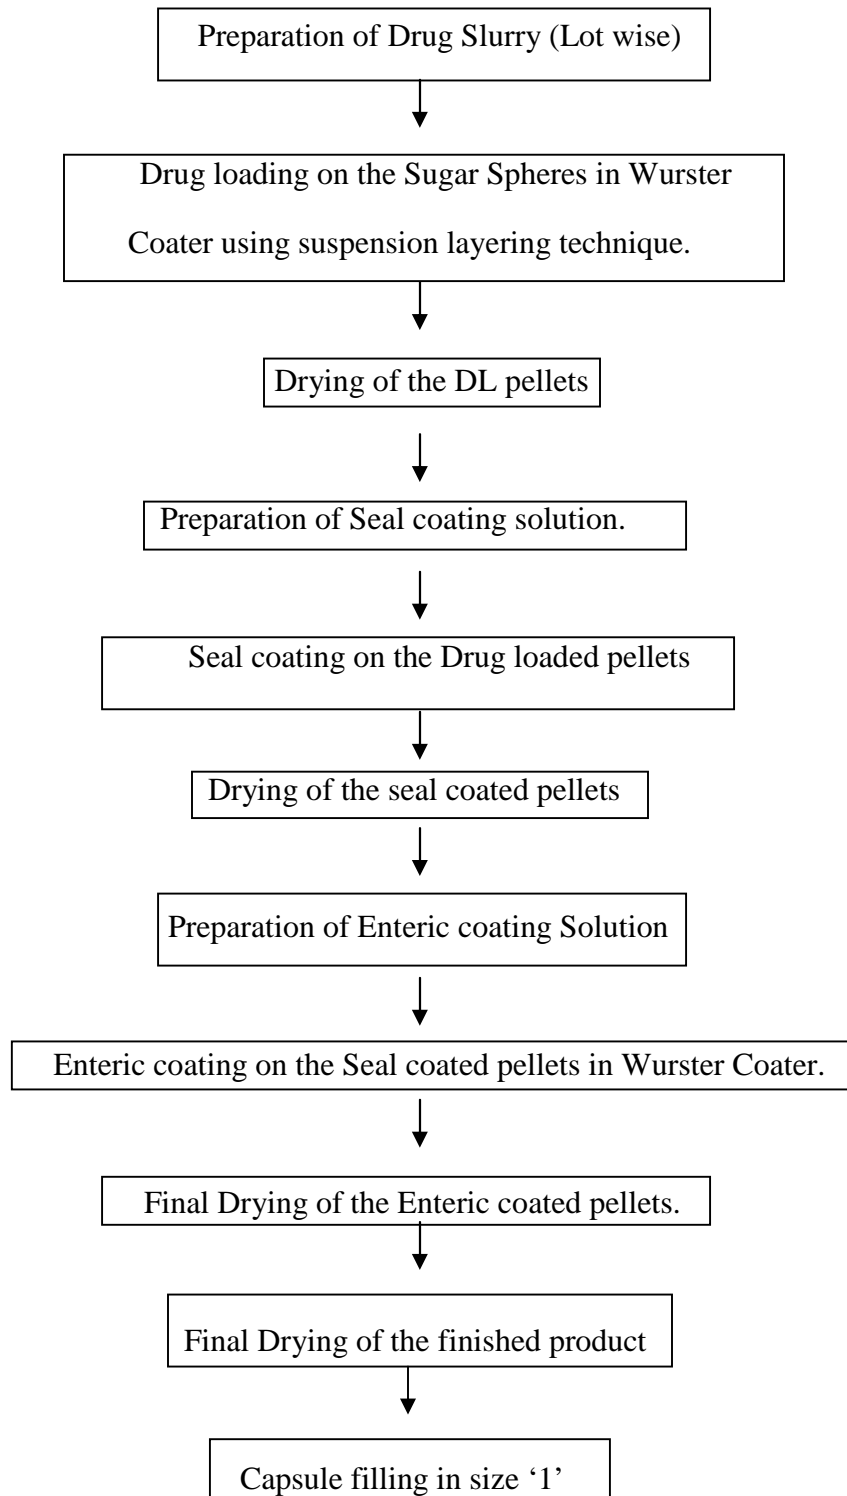 Preparation of Drug Slurry (Lot wise)
Drug loading on the Sugar Spheres in Wurster
Coater using suspension layering technique.
Drying of the DL pellets
Preparation of Seal coating solution.
Seal coating on the Drug loaded pellets
Drying of the seal coated pellets
Preparation of Enteric coating Solution
Enteric coating on the Seal coated pellets in Wurster Coater.
Final Drying of the Enteric coated pellets.
Final Drying of the finished product
Capsule filling in size ‘1’